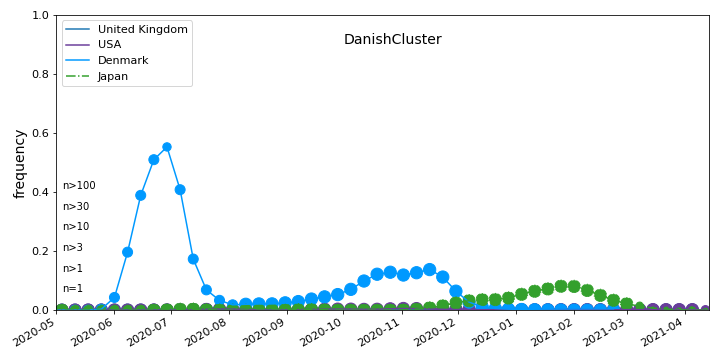 DanishCluster
United Kingdom
USA
Denmark
Japan
frequency
1.0
0.8
0.6
0.4
0.2
0.0
n>100
n>30
n>10
n>3
n>1
n=1
2020-05
2020-06
2020-07
2020-08
2020-09
2020-10
2020-11
2020-12
2021-01
2021-02
2021-03
2021-04